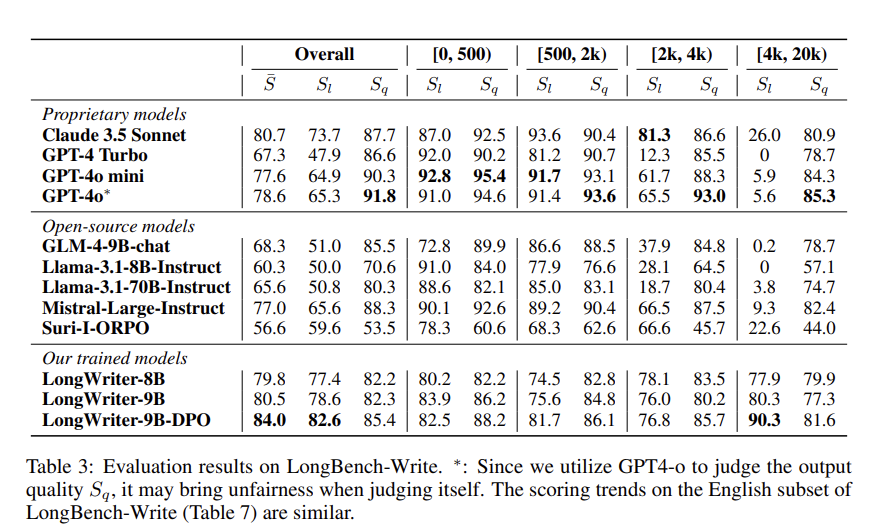 Overall [0, 500) [500, 2k) [2k, 4k) [4k, 20k)
S̄ Sl Sq Sl Sq Sl Sq Sl Sq Sl Sq
Proprietary models
Claude 3.5 Sonnet 80.7 73.7 87.7 87.0 92.5 93.6 90.4 81.3 86.6 26.0 80.9
GPT-4 Turbo 67.3 47.9 86.6 92.0 90.2 81.2 90.7 12.3 85.5 0 78.7
GPT-4o mini 77.6 64.9 90.3 92.8 95.4 91.7 93.1 61.7 88.3 5.9 84.3
GPT-4o* 78.6 65.3 91.8 91.0 94.6 91.4 93.6 65.5 93.0 5.6 85.3
Open-source models
GLM-4-9B-chat 68.3 51.0 85.5 72.8 89.9 86.6 88.5 37.9 84.8 0.2 78.7
Llama-3.1-8B-Instruct 60.3 50.0 70.6 91.0 84.0 77.9 76.6 28.1 64.5 0 57.1
Llama-3.1-70B-Instruct 65.6 50.8 80.3 88.6 82.1 85.0 83.1 18.7 80.4 3.8 74.7
Mistral-Large-Instruct 77.0 65.6 88.3 90.1 92.6 89.2 90.4 66.5 87.5 9.3 82.4
Suri-I-ORPO 56.6 59.6 53.5 78.3 60.6 68.3 62.6 66.6 45.7 22.6 44.0
Our trained models
LongWriter-8B 79.8 77.4 82.2 80.2 82.2 74.5 82.8 78.1 83.5 77.9 79.9
LongWriter-9B 80.5 78.6 82.3 83.9 86.2 75.6 84.8 76.0 80.2 80.3 77.3
LongWriter-9B-DPO 84.0 82.6 85.4 82.5 88.2 81.7 86.1 76.8 85.7 90.3 81.6
Table 3: Evaluation results on LongBench-Write. *: Since we utilize GPT4-o to judge the output
quality Sq, it may bring unfairness when judging itself. The scoring trends on the English subset of
LongBench-Write (Table 7) are similar.